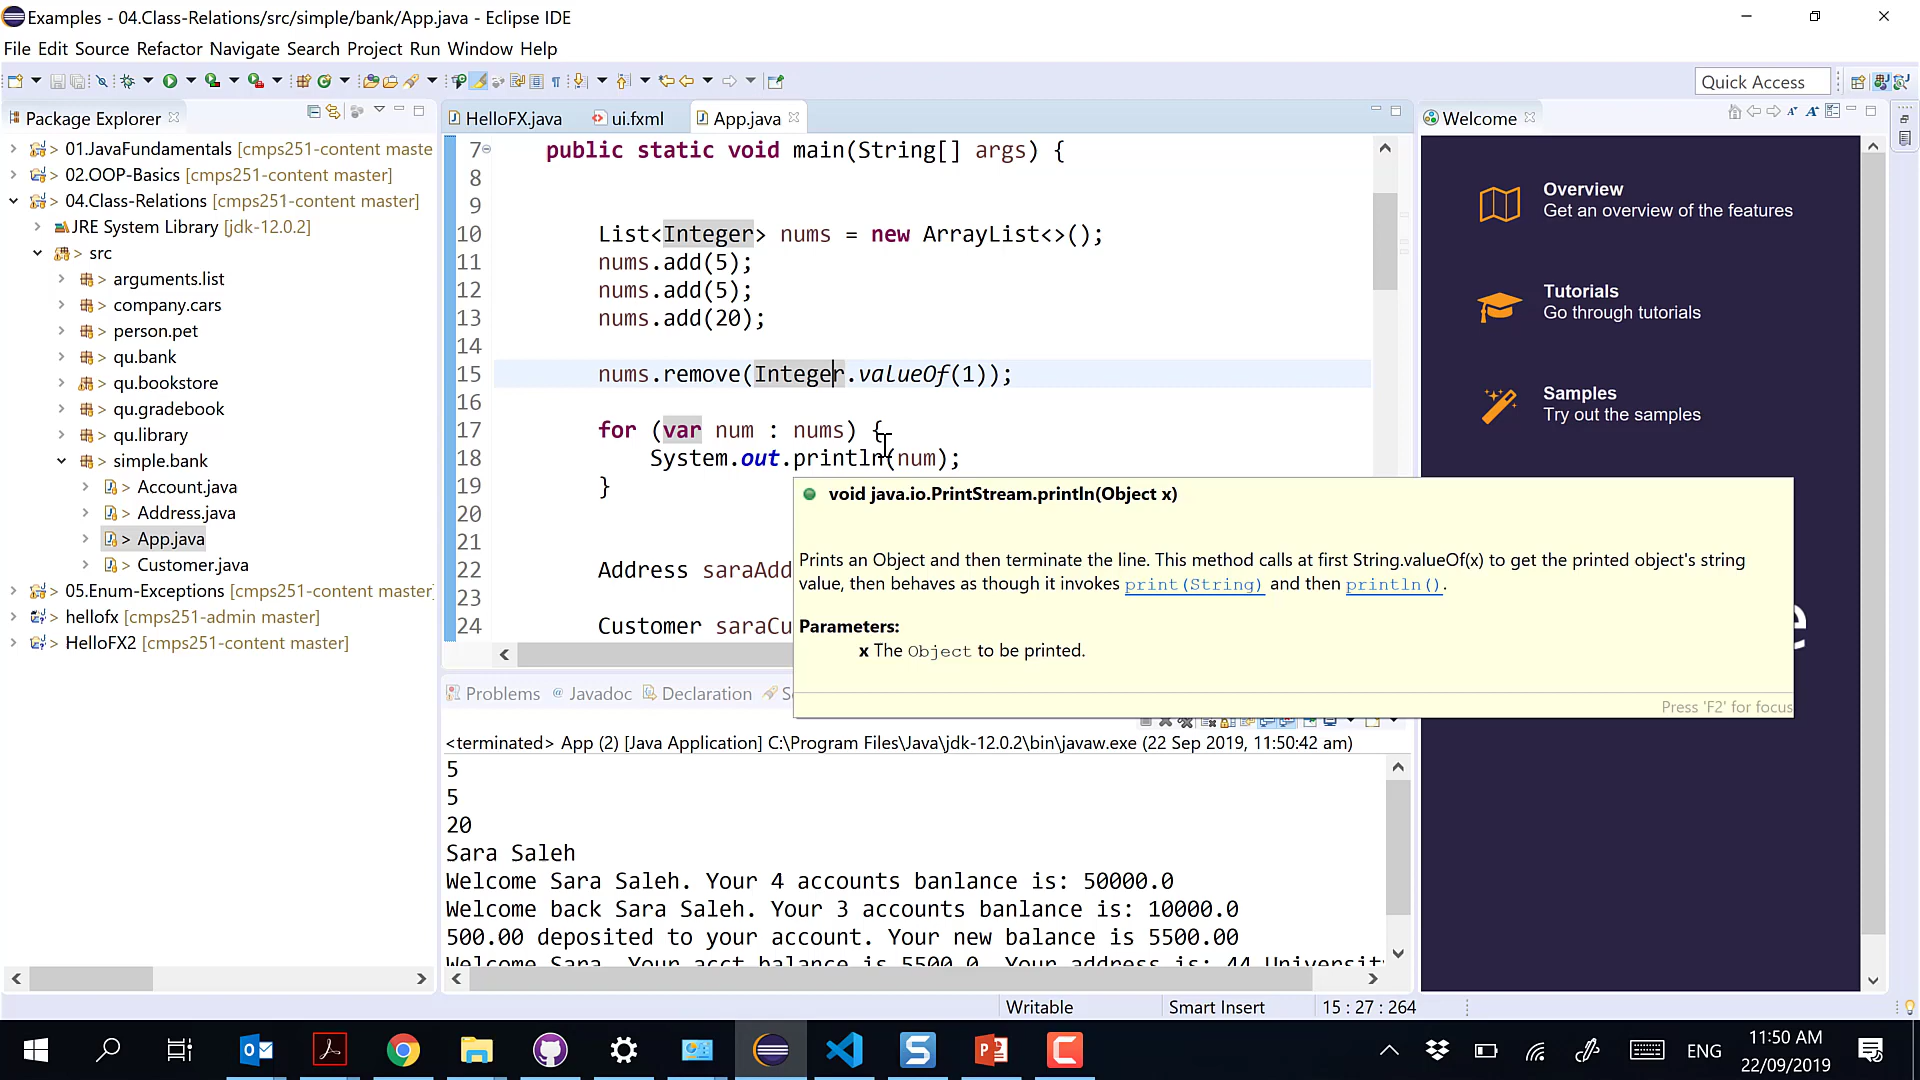 Examples - 04.Class-Relations/src/simple/bank/App.java - Eclipse IDE
File Edit Source Refactor Navigate Search Project Run Window Help
Quick Access
Package Explorer
01.JavaFundamentals [cmps251-content maste
02.OOP-Basics [cmps251-content master]
04.Class-Relations [cmps251-content master]
JRE System Library [jdk-12.0.2]
src
arguments.list
company.cars
person.pet
qu.bank
qu.bookstore
qu.gradebook
qu.library
simple.bank
Account.java
Address.java
App.java
Customer.java
05.Enum-Exceptions [cmps251-content master
hellofx [cmps251-admin master]
HelloFX2 [cmps251-content master]
HelloFX.java ui.fxml App.java
7 public static void main(String[] args) {
8
9
10 List<Integer> nums = new ArrayList<>();
11 nums.add(5);
12 nums.add(5);
13 nums.add(20);
14
15 nums.remove(Integer.valueOf(1));
16
17 for (var num : nums) {
18 System.out.println(num);
19 }
20
21
22 Address saraAdd
23
24 Customer saraCu
void java.io.PrintStream.println(Object x)
Prints an Object and then terminate the line. This method calls at first String.valueOf(x) to get the printed object's string
value, then behaves as though it invokes print(String) and then println().
Parameters:
x The Object to be printed.
Press 'F2' for focus
Problems Javadoc Declaration S
<terminated> App (2) [Java Application] C:\Program Files\Java\jdk-12.0.2\bin\javaw.exe (22 Sep 2019, 11:50:42 am)
5
5
20
Sara Saleh
Welcome Sara Saleh. Your 4 accounts banlance is: 50000.0
Welcome back Sara Saleh. Your 3 accounts banlance is: 10000.0
500.00 deposited to your account. Your new balance is 5500.00
Welcome Sara. Your acct balance is 5500.0. Your address is: 44 Universit
Welcome
Overview
Get an overview of the features
Tutorials
Go through tutorials
Samples
Try out the samples
e
Writable Smart Insert 15 : 27 : 264
ENG
11:50 AM
22/09/2019